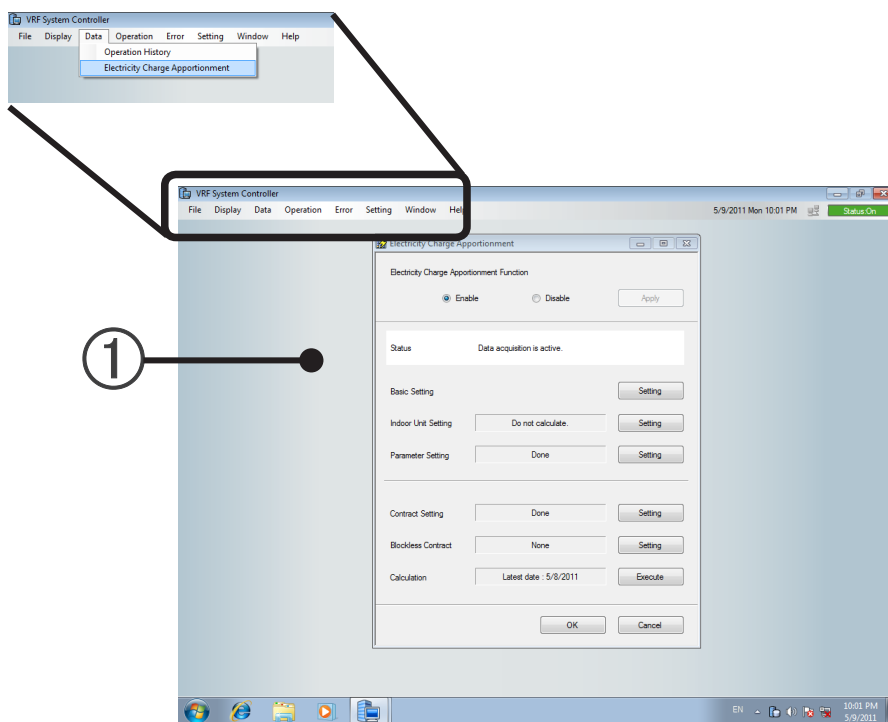 VRF System Controller
File Display Data Operation Error Setting Window Help
Operation History
Electricity Charge Apportionment
VRF System Controller
File Display Data Operation Error Setting Window Help
5/9/2011 Mon 10:01 PM Status:On
Electricity Charge Apportionment
Electricity Charge Apportionment Function
Enable Disable Apply
①
Status Data acquisition is active.
Basic Setting Setting
Indoor Unit Setting Do not calculate. Setting
Parameter Setting Done Setting
Contract Setting Done Setting
Blockless Contract None Setting
Calculation Latest date : 5/8/2011 Execute
OK Cancel
EN 10:01 PM
5/9/2011